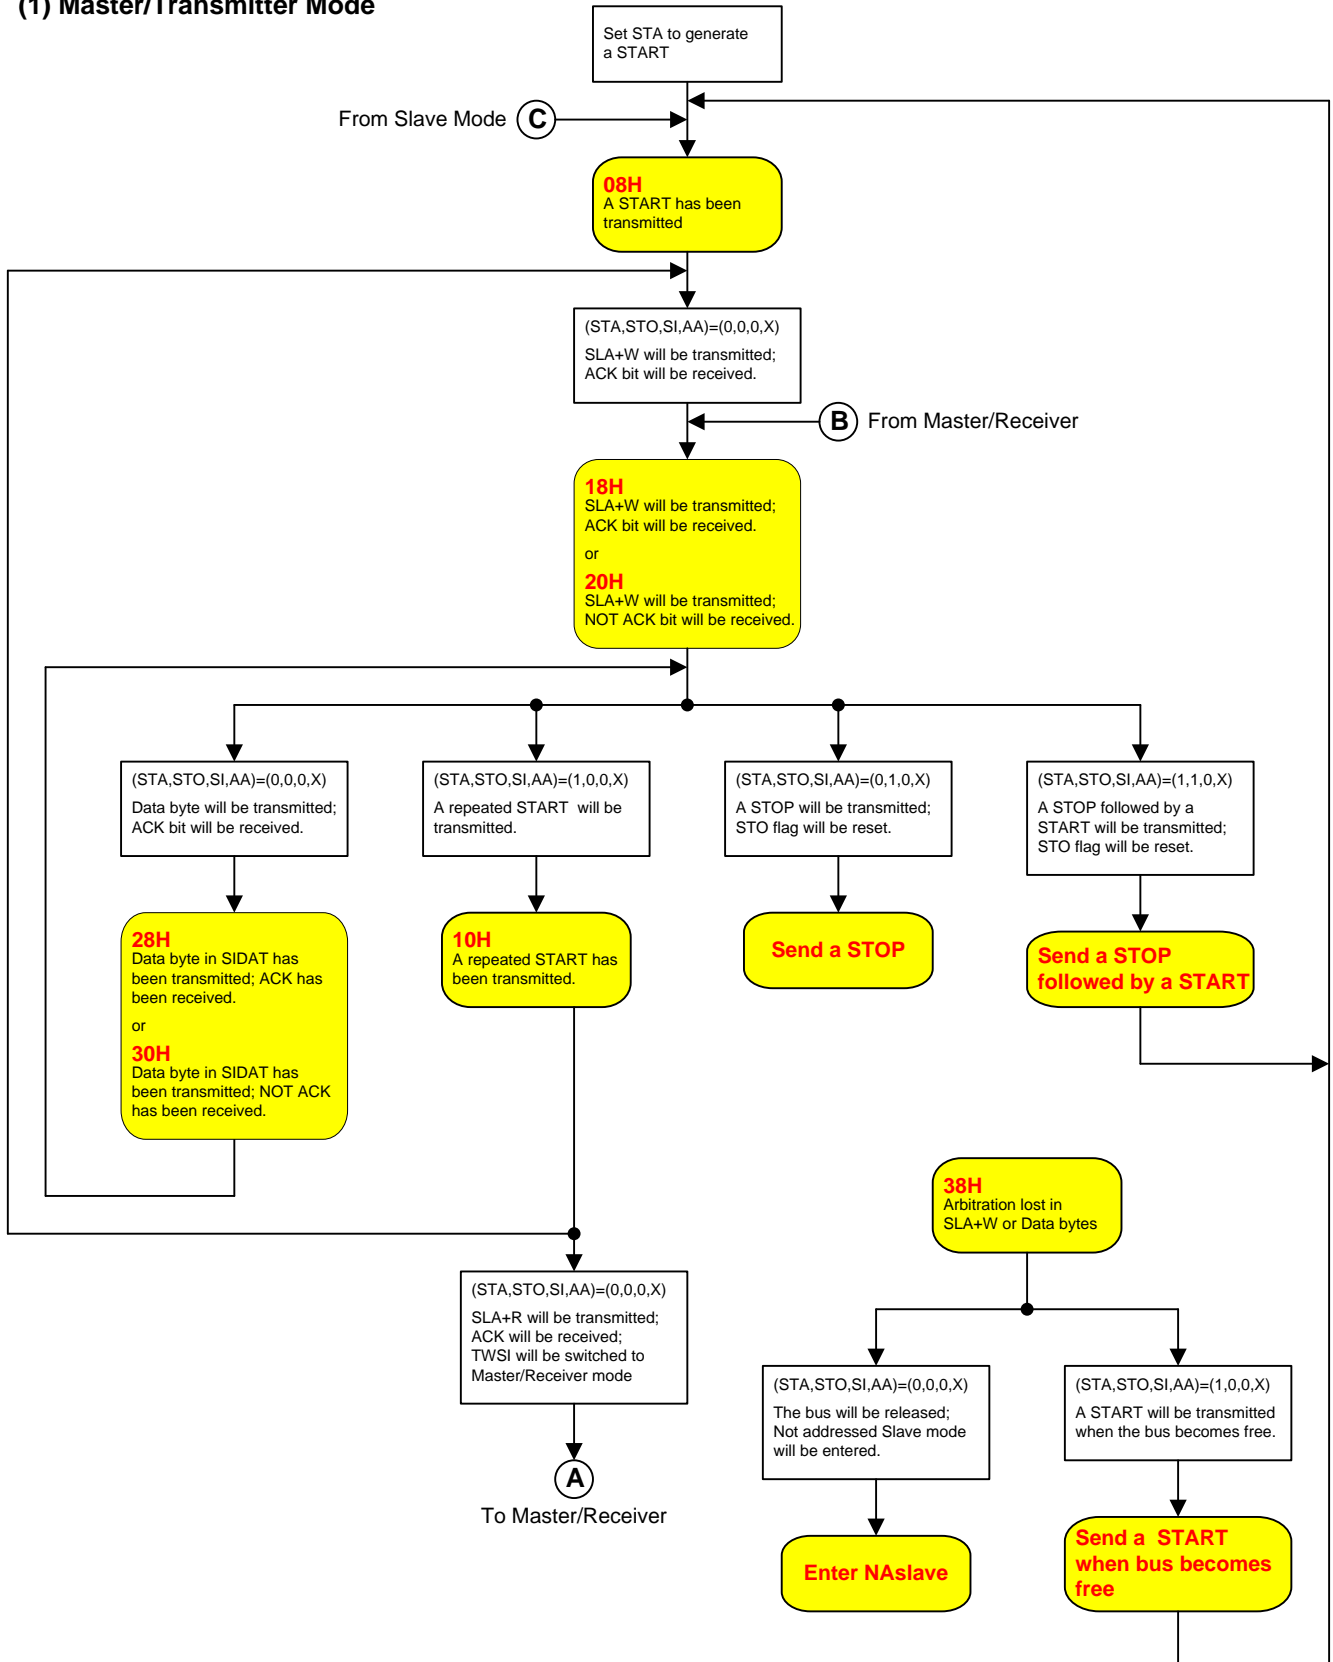 (1) Master/Transmitter Mode
Set STA to generate
a START
From Slave Mode
C
08H
A START has been
transmitted
(STA,STO,SI,AA)=(0,0,0,X)
SLA+W will be transmitted;
ACK bit will be received.
B
From Master/Receiver
18H
SLA+W will be transmitted;
ACK bit will be received.
or
20H
SLA+W will be transmitted;
NOT ACK bit will be received.
(STA,STO,SI,AA)=(0,0,0,X)
Data byte will be transmitted;
ACK bit will be received.
(STA,STO,SI,AA)=(1,0,0,X)
A repeated START will be
transmitted.
(STA,STO,SI,AA)=(0,1,0,X)
A STOP will be transmitted;
STO flag will be reset.
(STA,STO,SI,AA)=(1,1,0,X)
A STOP followed by a
START will be transmitted;
STO flag will be reset.
28H
Data byte in SIDAT has
been transmitted; ACK has
been received.
or
30H
Data byte in SIDAT has
been transmitted; NOT ACK
has been received.
10H
A repeated START has
been transmitted.
Send a STOP
Send a STOP
followed by a START
38H
Arbitration lost in
SLA+W or Data bytes
(STA,STO,SI,AA)=(0,0,0,X)
SLA+R will be transmitted;
ACK will be received;
TWSI will be switched to
Master/Receiver mode
A
To Master/Receiver
(STA,STO,SI,AA)=(0,0,0,X)
The bus will be released;
Not addressed Slave mode
will be entered.
(STA,STO,SI,AA)=(1,0,0,X)
A START will be transmitted
when the bus becomes free.
Enter NAslave
Send a START
when bus becomes
free